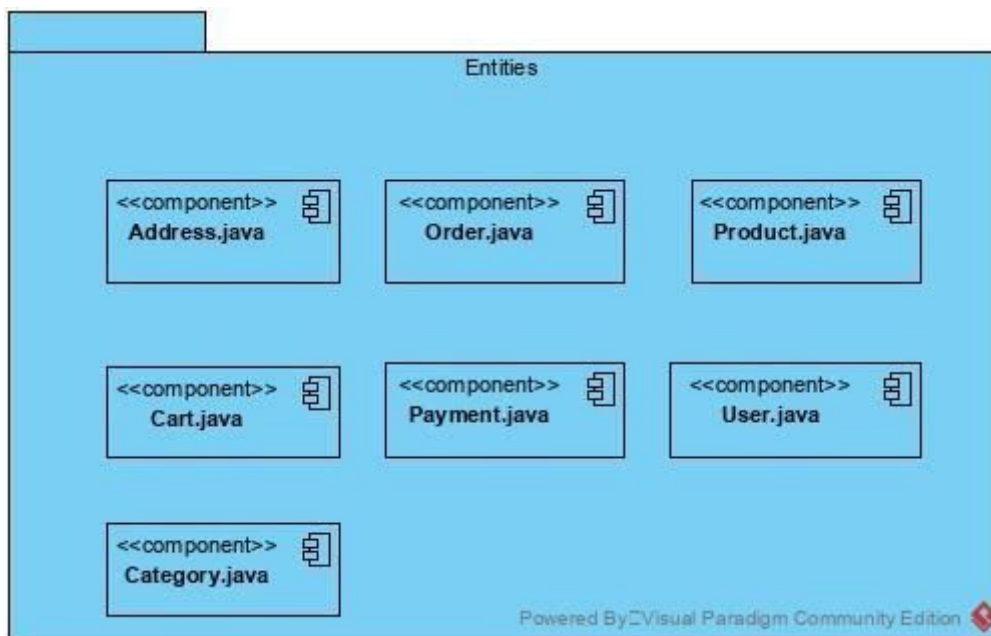 Entities
<<component>>
Address.java
<<component>>
Order.java
<<component>>
Product.java
<<component>>
Cart.java
<<component>>
Payment.java
<<component>>
User.java
<<component>>
Category.java
Powered By Visual Paradigm Community Edition